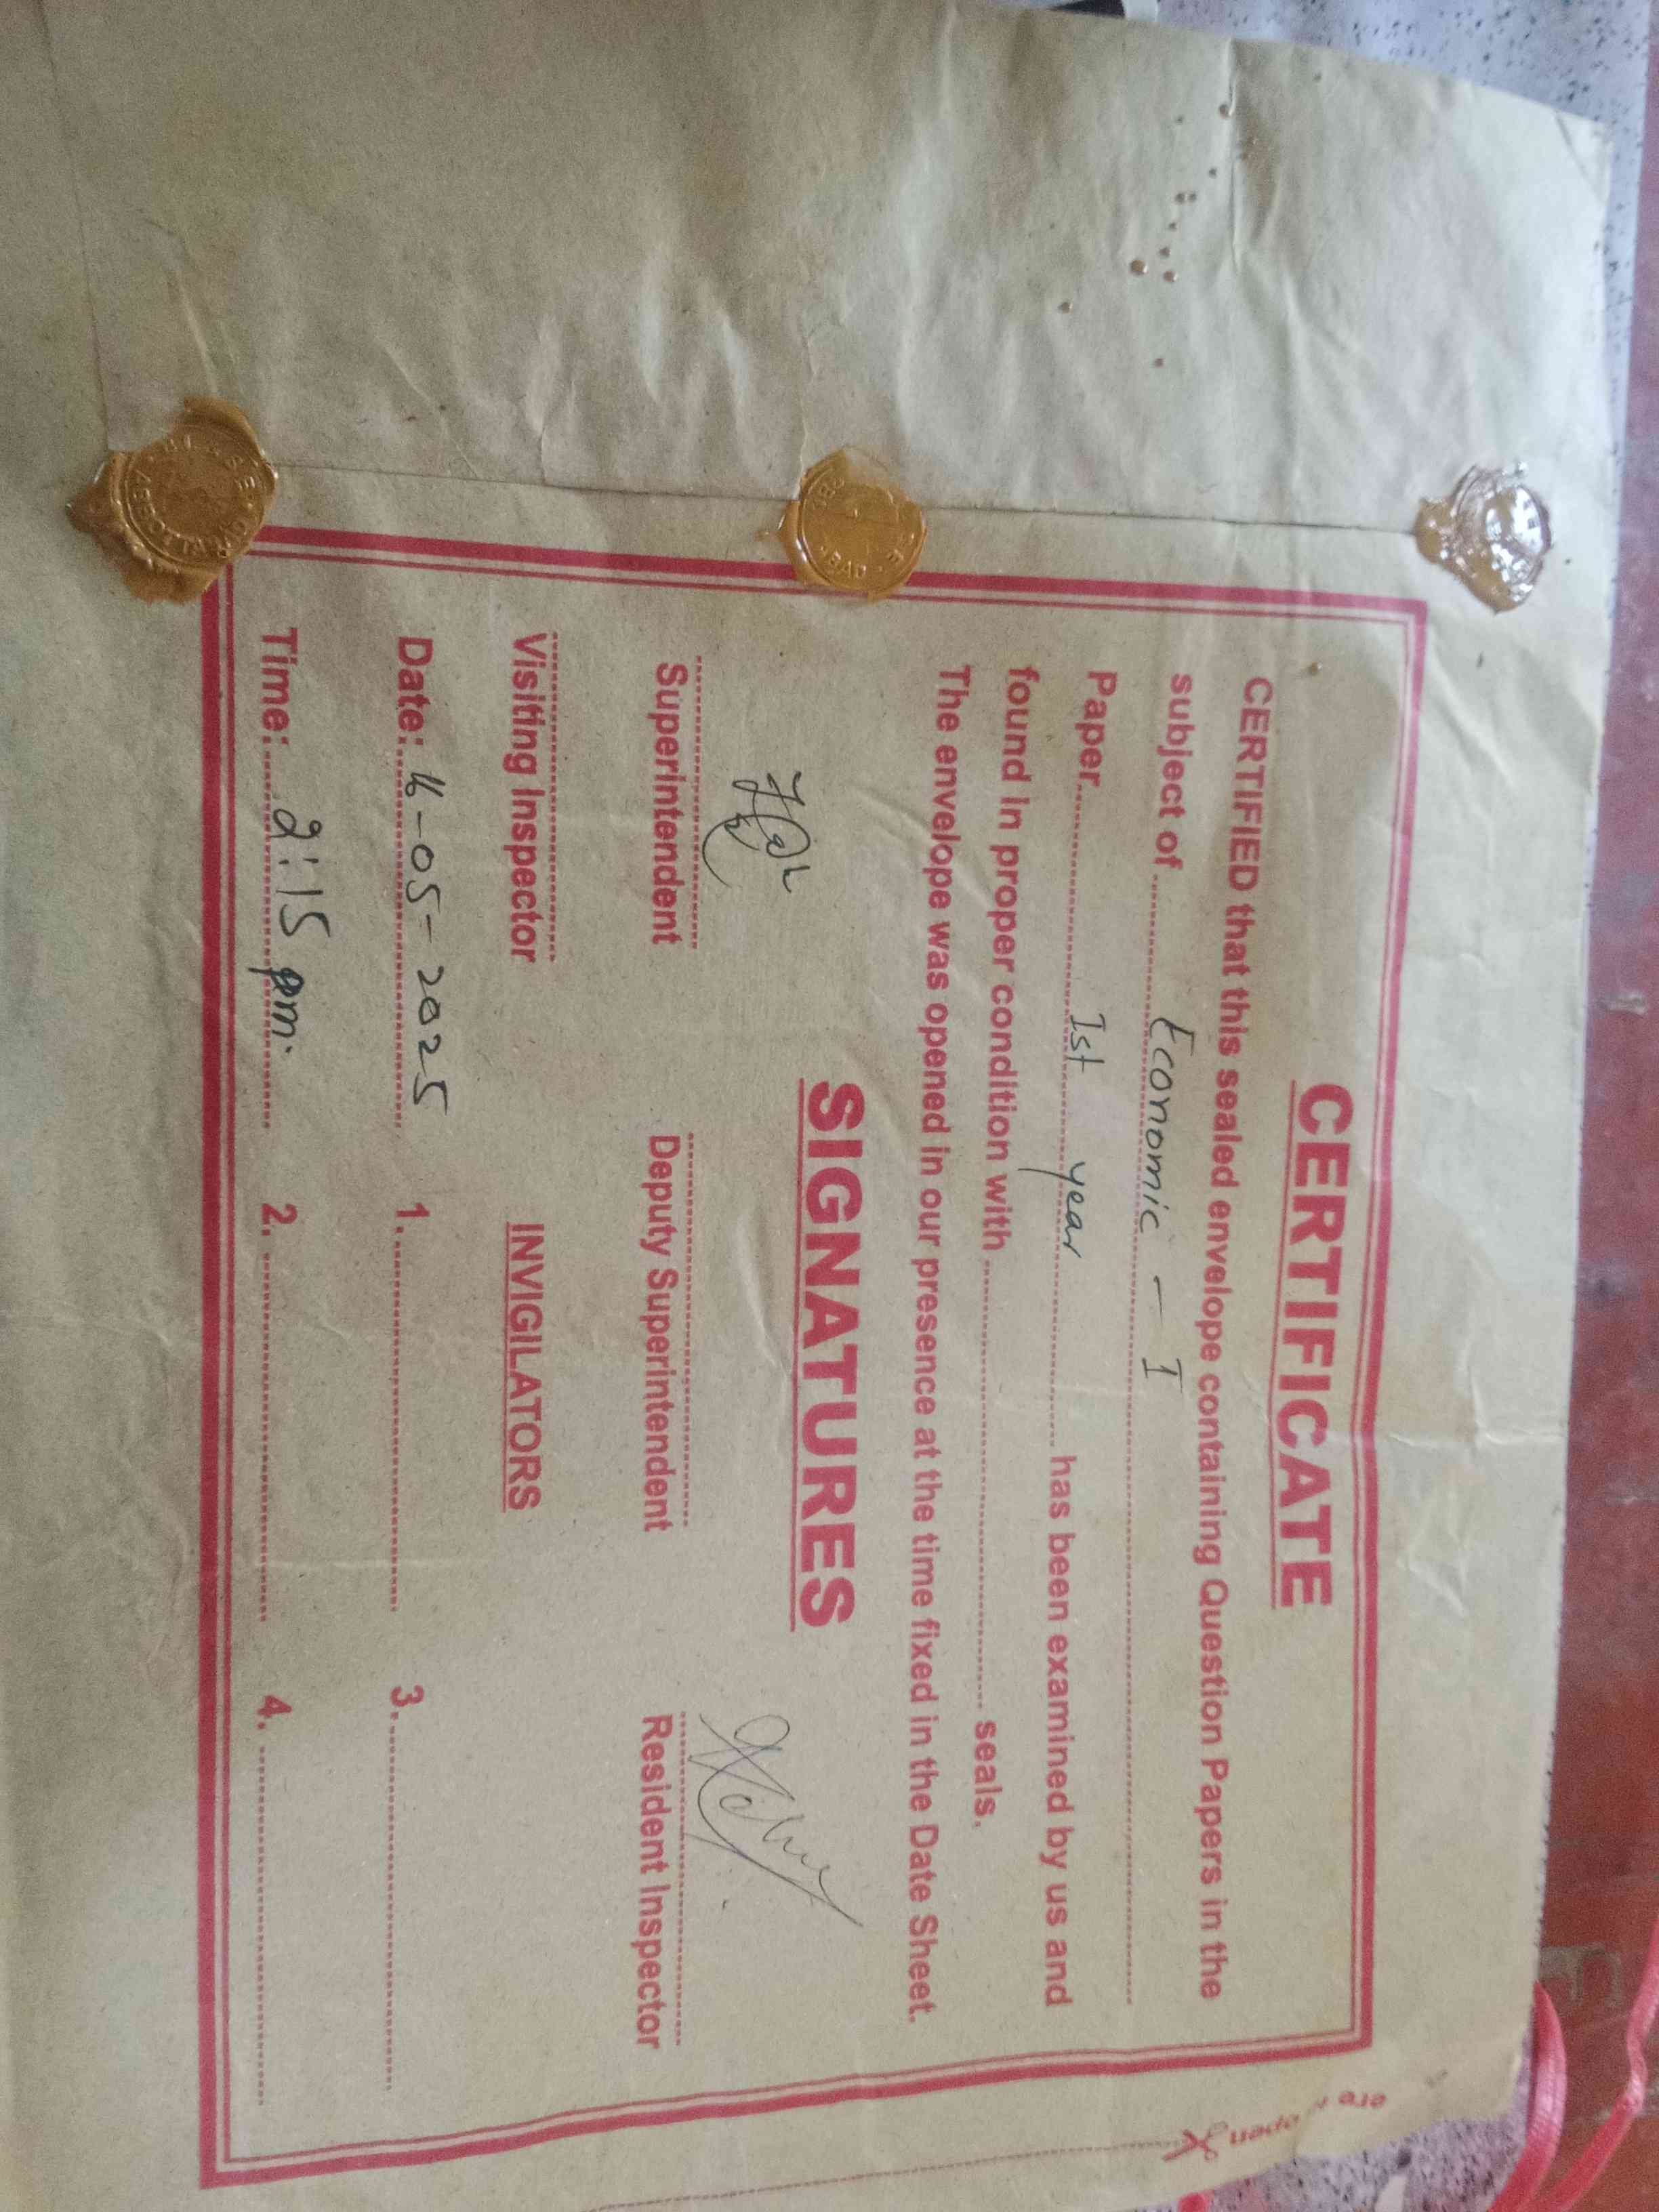 CERTIFICATE
CERTIFIED that this sealed envelope containing Question Papers in the
subject of Economic - I
Paper 1st year has been examined by us and
found in proper condition with seals.
The envelope was opened in our presence at the time fixed in the Date Sheet.
SIGNATURES
Superintendent Deputy Superintendent Resident Inspector
Visiting Inspector INVIGILATORS
Date: -05-2025 1. 3.
Time: 2:15 pm. 2. 4.
open